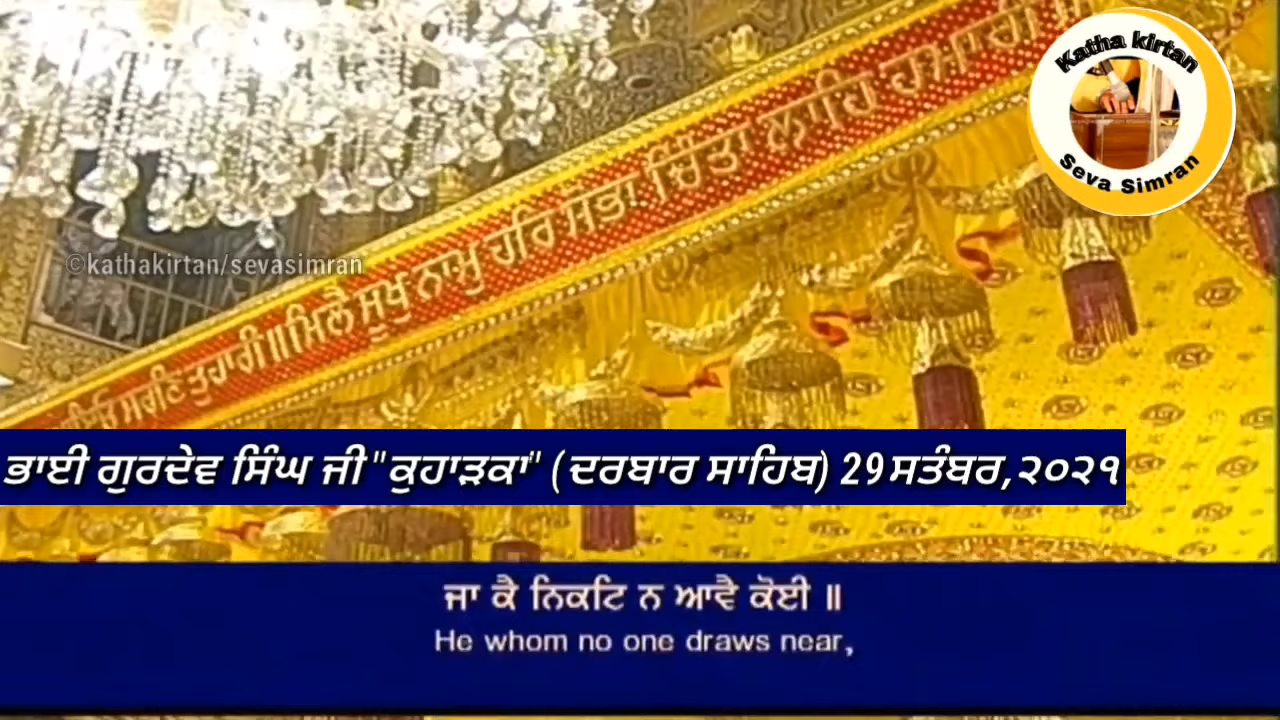 Katha kirtan
Seva Simran
ਸਰਣਿ ਤੁਹਾਰੀ ॥ ਮਿਲੈ ਸੁਖੁ ਨਾਮੁ ਹਰਿ ਸੋਭਾ ਚਿੰਤਾ ਲਾਹਿ ਹਮਾਰੀ
©kathakirtan/sevasimran
ਭਾਈ ਗੁਰਦੇਵ ਸਿੰਘ ਜੀ "ਕੁਹਾੜਕਾ" (ਦਰਬਾਰ ਸਾਹਿਬ) 29 ਸਤੰਬਰ,੨੦੨੧
ਜਾ ਕੈ ਨਿਕਟਿ ਨ ਆਵੈ ਕੋਈ ॥
He whom no one draws near,